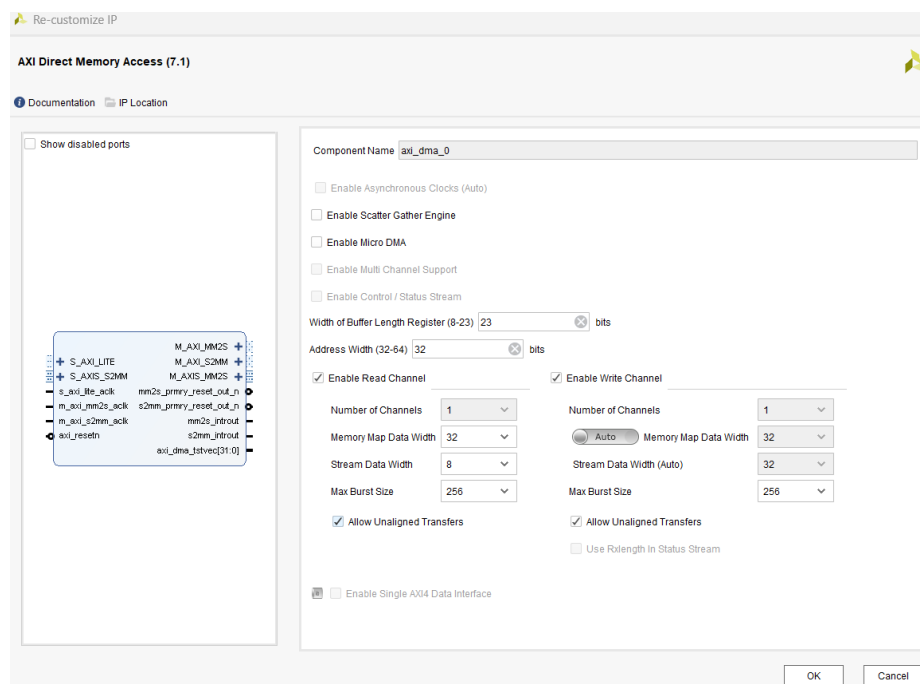 Re-customize IP
AXI Direct Memory Access (7.1)
Documentation IP Location
Show disabled ports
S_AXI_LITE
S_AXIS_S2MM
s_axi_lite_aclk
m_axi_mm2s_aclk
m_axi_s2mm_aclk
axi_resetn
M_AXI_MM2S
M_AXI_S2MM
M_AXIS_MM2S
mm2s_prmry_reset_out_n
s2mm_prmry_reset_out_n
mm2s_introut
s2mm_introut
axi_dma_tstvec[31:0]
Component Name axi_dma_0
Enable Asynchronous Clocks (Auto)
Enable Scatter Gather Engine
Enable Micro DMA
Enable Multi Channel Support
Enable Control / Status Stream
Width of Buffer Length Register (8-23) 23 bits
Address Width (32-64) 32 bits
Enable Read Channel
Number of Channels 1
Memory Map Data Width 32
Stream Data Width 8
Max Burst Size 256
Allow Unaligned Transfers
Enable Write Channel
Number of Channels 1
Auto Memory Map Data Width 32
Stream Data Width (Auto) 32
Max Burst Size 256
Allow Unaligned Transfers
Use Rxlength In Status Stream
Enable Single AXI4 Data Interface
OK Cancel